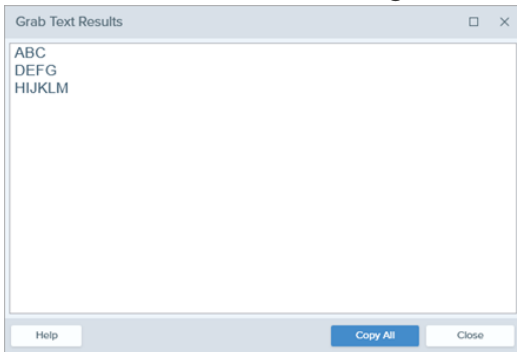 Grab Text Results
ABC
DEFG
HIJKLM
Help
Copy All
Close